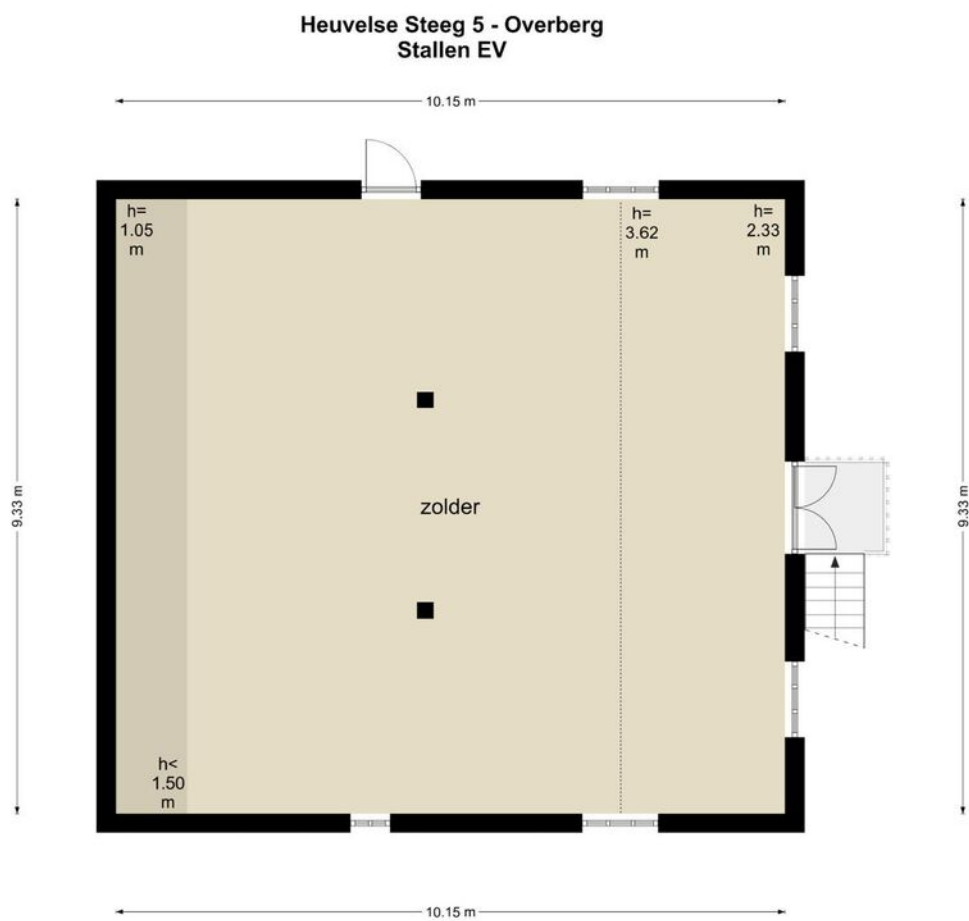 Heuvelse Steeg 5 - Overberg
Stallen EV
10.15 m
h=
1.05
m
h=
3.62
m
h=
2.33
m
9.33 m
zolder
9.33 m
h<
1.50
m
10.15 m